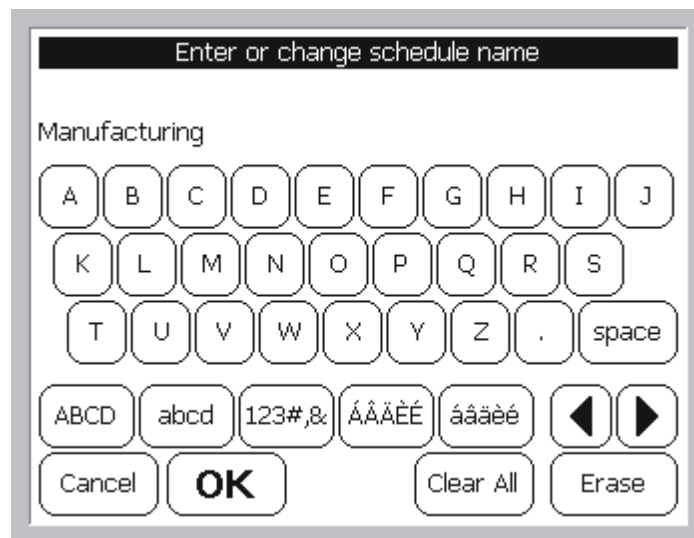 Enter or change schedule name
Manufacturing
A B C D E F G H I J
K L M N O P Q R S
T U V W X Y Z . space
ABCD abcd 123#,& ÁÂÄÈÉ áâäèé
Cancel OK Clear All Erase